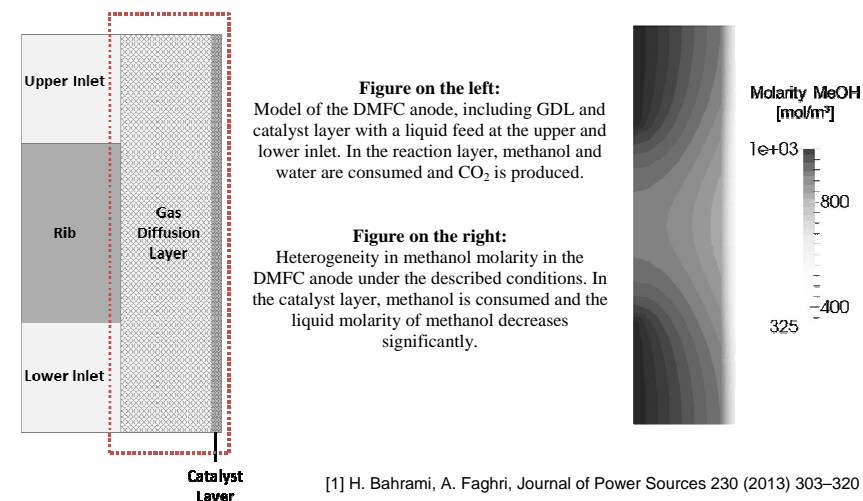 Upper Inlet
Rib
Gas
Diffusion
Layer
Lower Inlet
Catalyst
Layer
Figure on the left:
Model of the DMFC anode, including GDL and
catalyst layer with a liquid feed at the upper and
lower inlet. In the reaction layer, methanol and
water are consumed and CO₂ is produced.
Figure on the right:
Heterogeneity in methanol molarity in the
DMFC anode under the described conditions. In
the catalyst layer, methanol is consumed and the
liquid molarity of methanol decreases
significantly.
Molarity MeOH
[mol/m³]
1e+03
800
400
325
[1] H. Bahrami, A. Faghri, Journal of Power Sources 230 (2013) 303–320